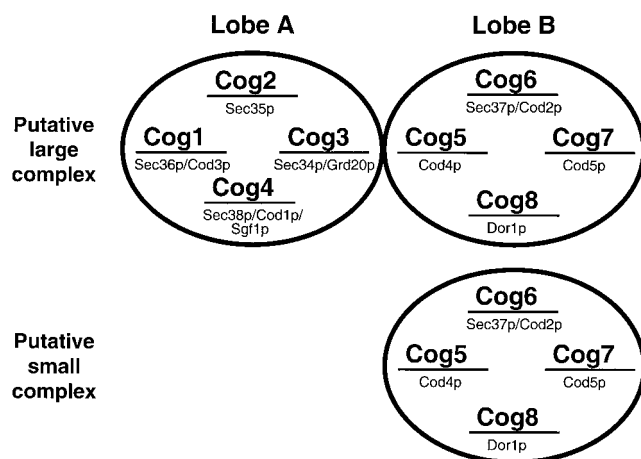 Lobe A
Lobe B
Putative
large
complex
Cog2
Sec35p
Cog1
Sec36p/Cod3p
Cog3
Sec34p/Grd20p
Cog4
Sec38p/Cod1p/
Sgf1p
Cog6
Sec37p/Cod2p
Cog5
Cod4p
Cog7
Cod5p
Cog8
Dor1p
Putative
small
complex
Cog6
Sec37p/Cod2p
Cog5
Cod4p
Cog7
Cod5p
Cog8
Dor1p